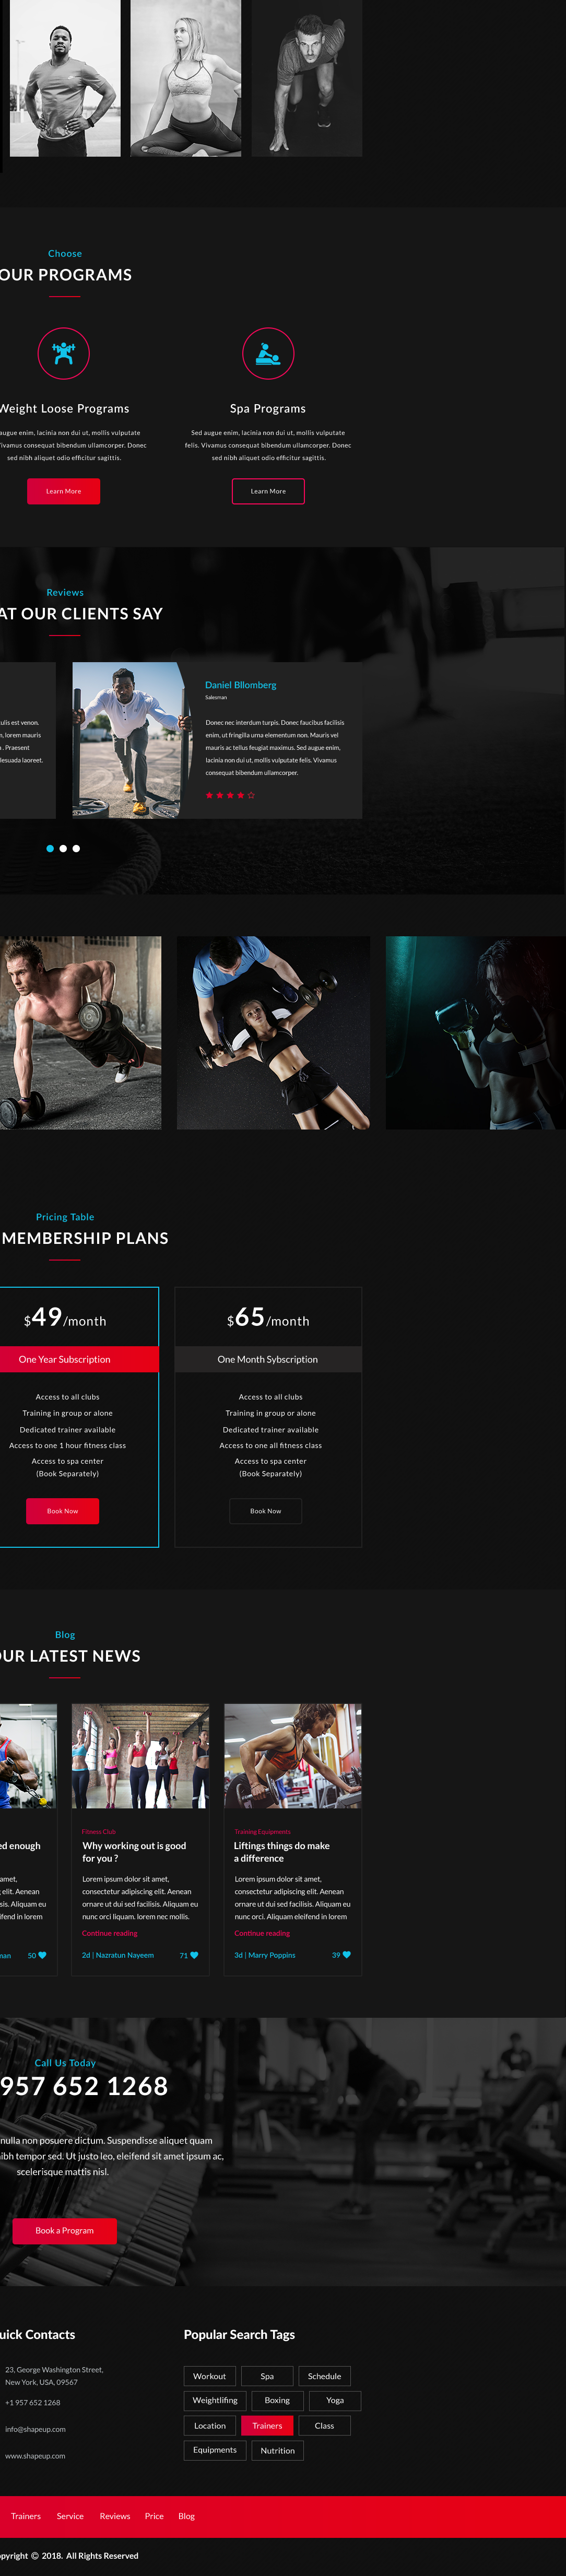 Choose
OUR PROGRAMS
Weight Loose Programs
augue enim, lacinia non dui ut, mollis vulputate
Vivamus consequat bibendum ullamcorper. Donec
sed nibh aliquet odio efficitur sagittis.
Learn More
Spa Programs
Sed augue enim, lacinia non dui ut, mollis vulputate
felis. Vivamus consequat bibendum ullamcorper. Donec
sed nibh aliquet odio efficitur sagittis.
Learn More
Reviews
AT OUR CLIENTS SAY
ulis est venon.
, lorem mauris
. Praesent
lesuada laoreet.
Daniel Bllomberg
Salesman
Donec nec interdum turpis. Donec faucibus facilisis
enim, ut fringilla urna elementum non. Mauris vel
mauris ac tellus feugiat maximus. Sed augue enim,
lacinia non dui ut, mollis vulputate felis. Vivamus
consequat bibendum ullamcorper.
Pricing Table
MEMBERSHIP PLANS
$49/month
One Year Subscription
Access to all clubs
Training in group or alone
Dedicated trainer available
Access to one 1 hour fitness class
Access to spa center
(Book Separately)
Book Now
$65/month
One Month Sybscription
Access to all clubs
Training in group or alone
Dedicated trainer available
Access to one all fitness class
Access to spa center
(Book Separately)
Book Now
Blog
OUR LATEST NEWS
ed enough
amet,
elit. Aenean
sis. Aliquam eu
ifend in lorem
man 50
Fitness Club
Why working out is good
for you ?
Lorem ipsum dolor sit amet,
consectetur adipiscing elit. Aenean
ornare ut dui sed facilisis. Aliquam eu
nunc orci liquam. lorem nec mollis.
Continue reading
2d | Nazratun Nayeem 71
Training Equipments
Liftings things do make
a difference
Lorem ipsum dolor sit amet,
consectetur adipiscing elit. Aenean
ornare ut dui sed facilisis. Aliquam eu
nunc orci. Aliquam eleifend in lorem
Continue reading
3d | Marry Poppins 39
Call Us Today
957 652 1268
nulla non posuere dictum. Suspendisse aliquet quam
ibh tempor sed. Ut justo leo, eleifend sit amet ipsum ac,
scelerisque mattis nisl.
Book a Program
uick Contacts
23, George Washington Street,
New York, USA, 09567
+1 957 652 1268
info@shapeup.com
www.shapeup.com
Popular Search Tags
Workout Spa Schedule
Weightlifing Boxing Yoga
Location Trainers Class
Equipments Nutrition
Trainers Service Reviews Price Blog
opyright © 2018. All Rights Reserved